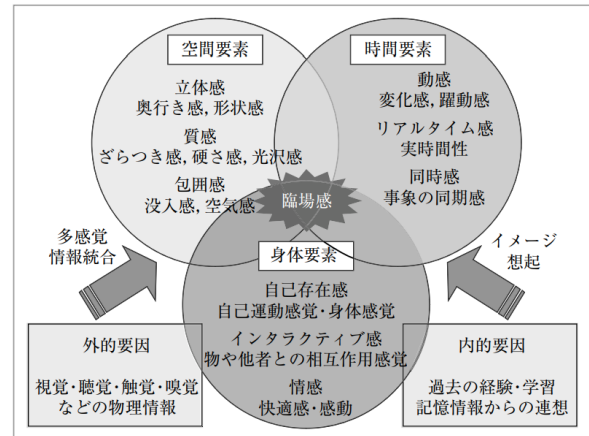 空間要素
立体感
奥行き感, 形状感
質感
ざらつき感, 硬さ感, 光沢感
包囲感
没入感, 空気感
時間要素
動感
変化感, 躍動感
リアルタイム感
実時間性
同時感
事象の同期感
臨場感
身体要素
自己存在感
自己運動感覚・身体感覚
インタラクティブ感
物や他者との相互作用感覚
情感
快適感・感動
多感覚
情報統合
イメージ
想起
外的要因
視覚・聴覚・触覚・嗅覚
などの物理情報
内的要因
過去の経験・学習
記憶情報からの連想